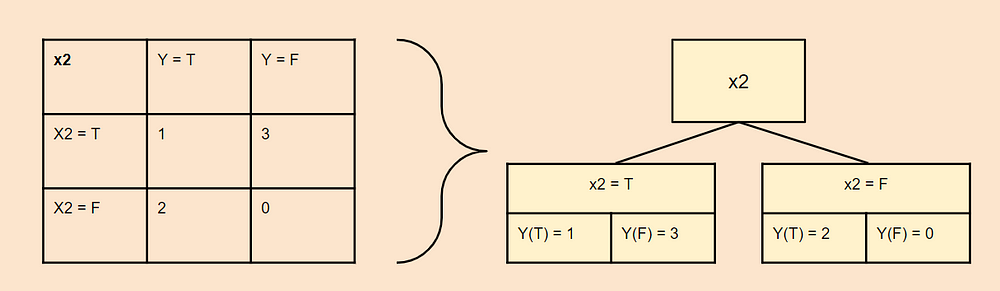 x2 Y = T Y = F
X2 = T 1 3
X2 = F 2 0
x2
x2 = T
Y(T) = 1 Y(F) = 3
x2 = F
Y(T) = 2 Y(F) = 0